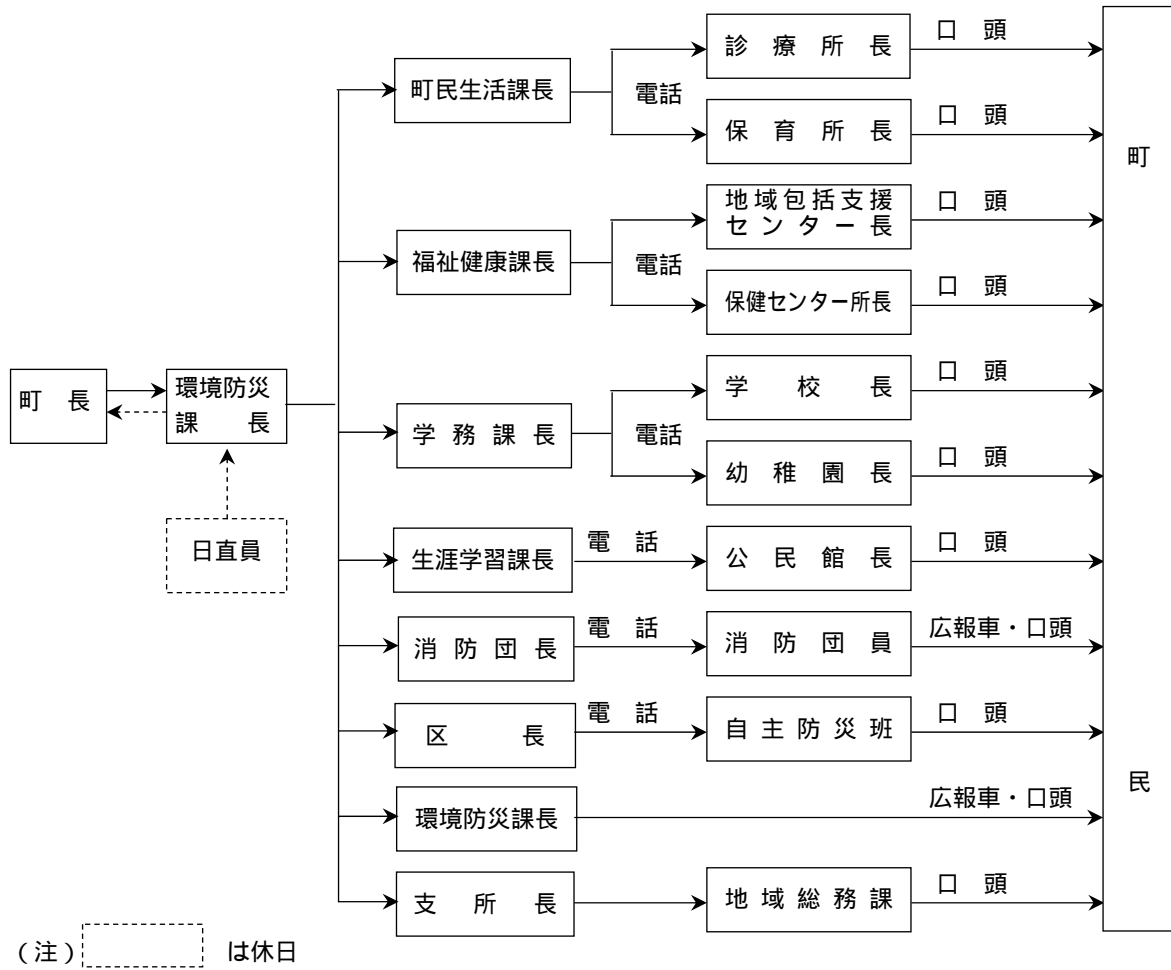 町長
環境防災
課長
日直員
町民生活課長
電話
診療所長
口頭
保育所長
口頭
福祉健康課長
電話
地域包括支援
センター長
口頭
保健センター所長
口頭
学務課長
電話
学校長
口頭
幼稚園長
口頭
生涯学習課長
電話
公民館長
口頭
消防団長
電話
消防団員
広報車・口頭
区長
電話
自主防災班
口頭
環境防災課長
広報車・口頭
支所長
地域総務課
口頭
町
民
(注) は休日